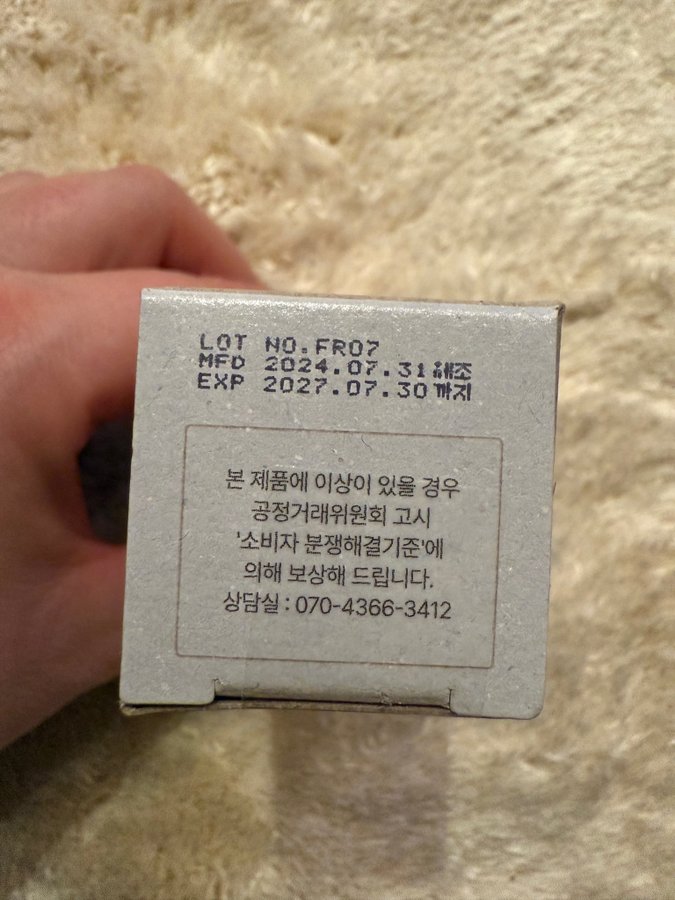 LOT NO.FR07
MFD 2024.07.31제조
EXP 2027.07.30까지
본 제품에 이상이 있을 경우
공정거래위원회 고시
'소비자 분쟁해결기준'에
의해 보상해 드립니다.
상담실 : 070-4366-3412